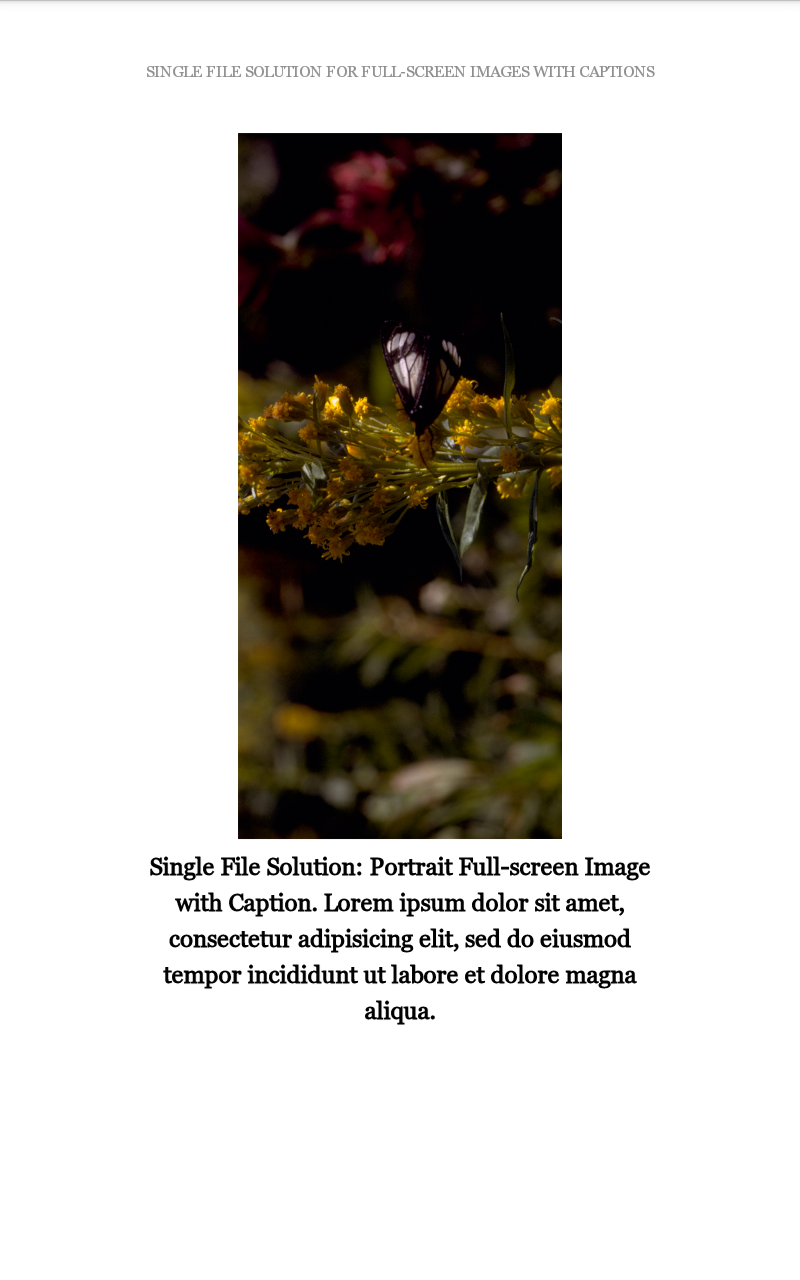 SINGLE FILE SOLUTION FOR FULL-SCREEN IMAGES WITH CAPTIONS
Single File Solution: Portrait Full-screen Image
with Caption. Lorem ipsum dolor sit amet,
consectetur adipisicing elit, sed do eiusmod
tempor incididunt ut labore et dolore magna
aliqua.